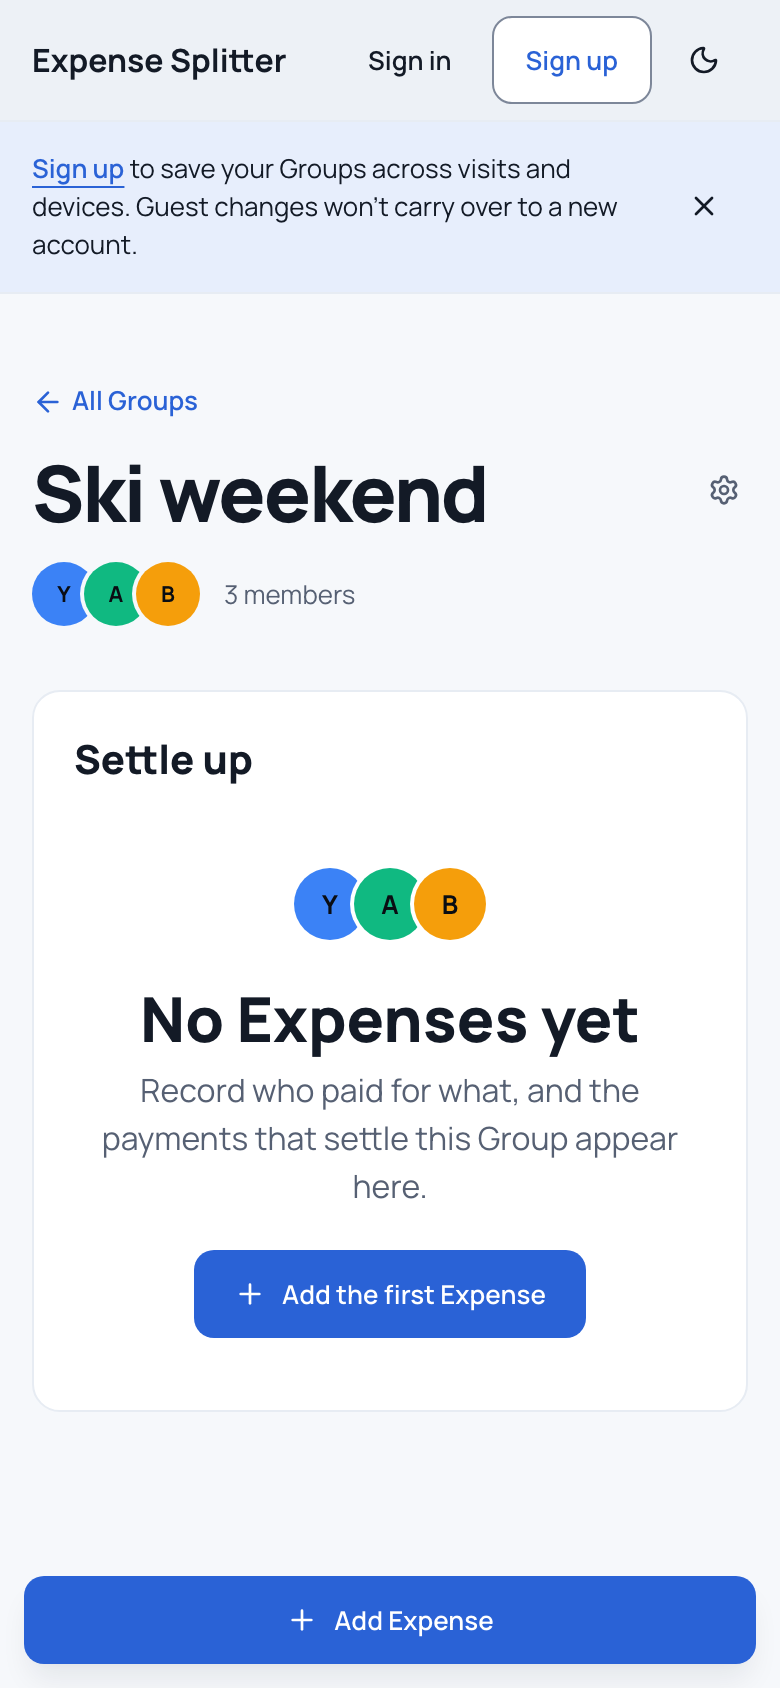 Expense Splitter
Sign in
Sign up
Sign up to save your Groups across visits and
devices. Guest changes won’t carry over to a new
account.
All Groups
Ski weekend
Y A B
3 members
Settle up
Y A B
No Expenses yet
Record who paid for what, and the
payments that settle this Group appear
here.
Add the first Expense
Add Expense